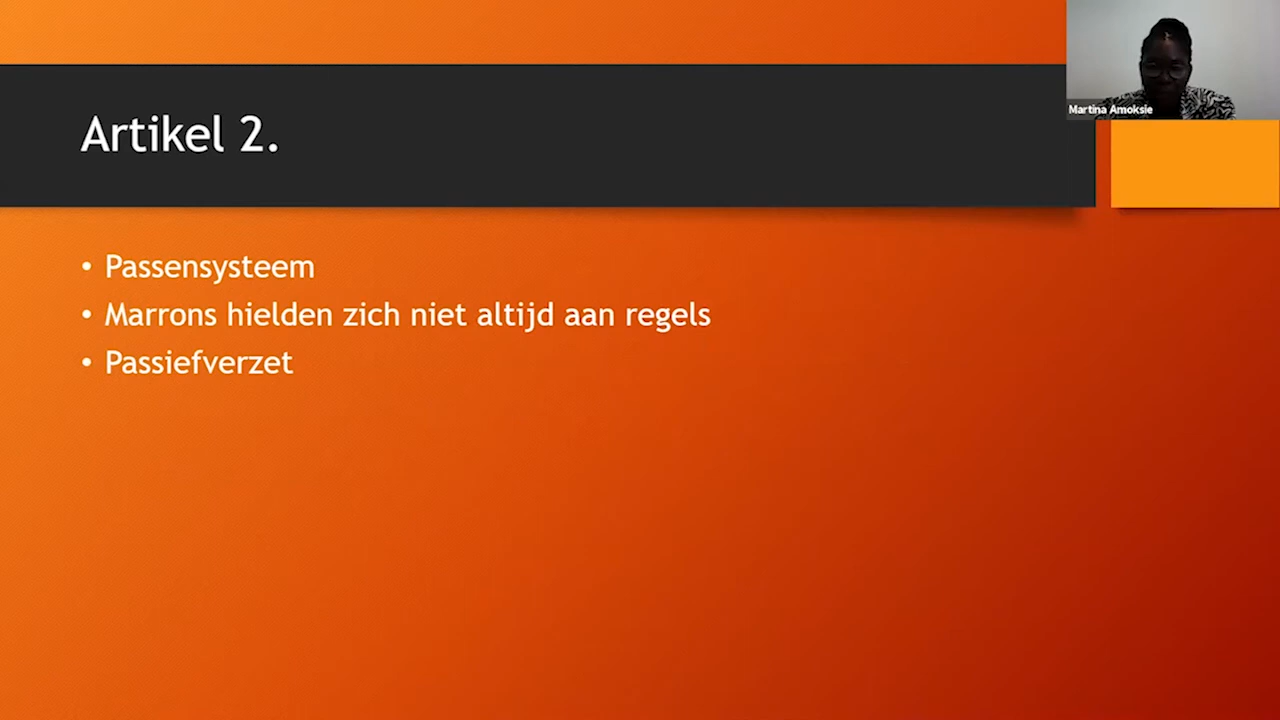 Martina Amoksie
Artikel 2.
• Passensysteem
• Marrons hielden zich niet altijd aan regels
• Passiefverzet